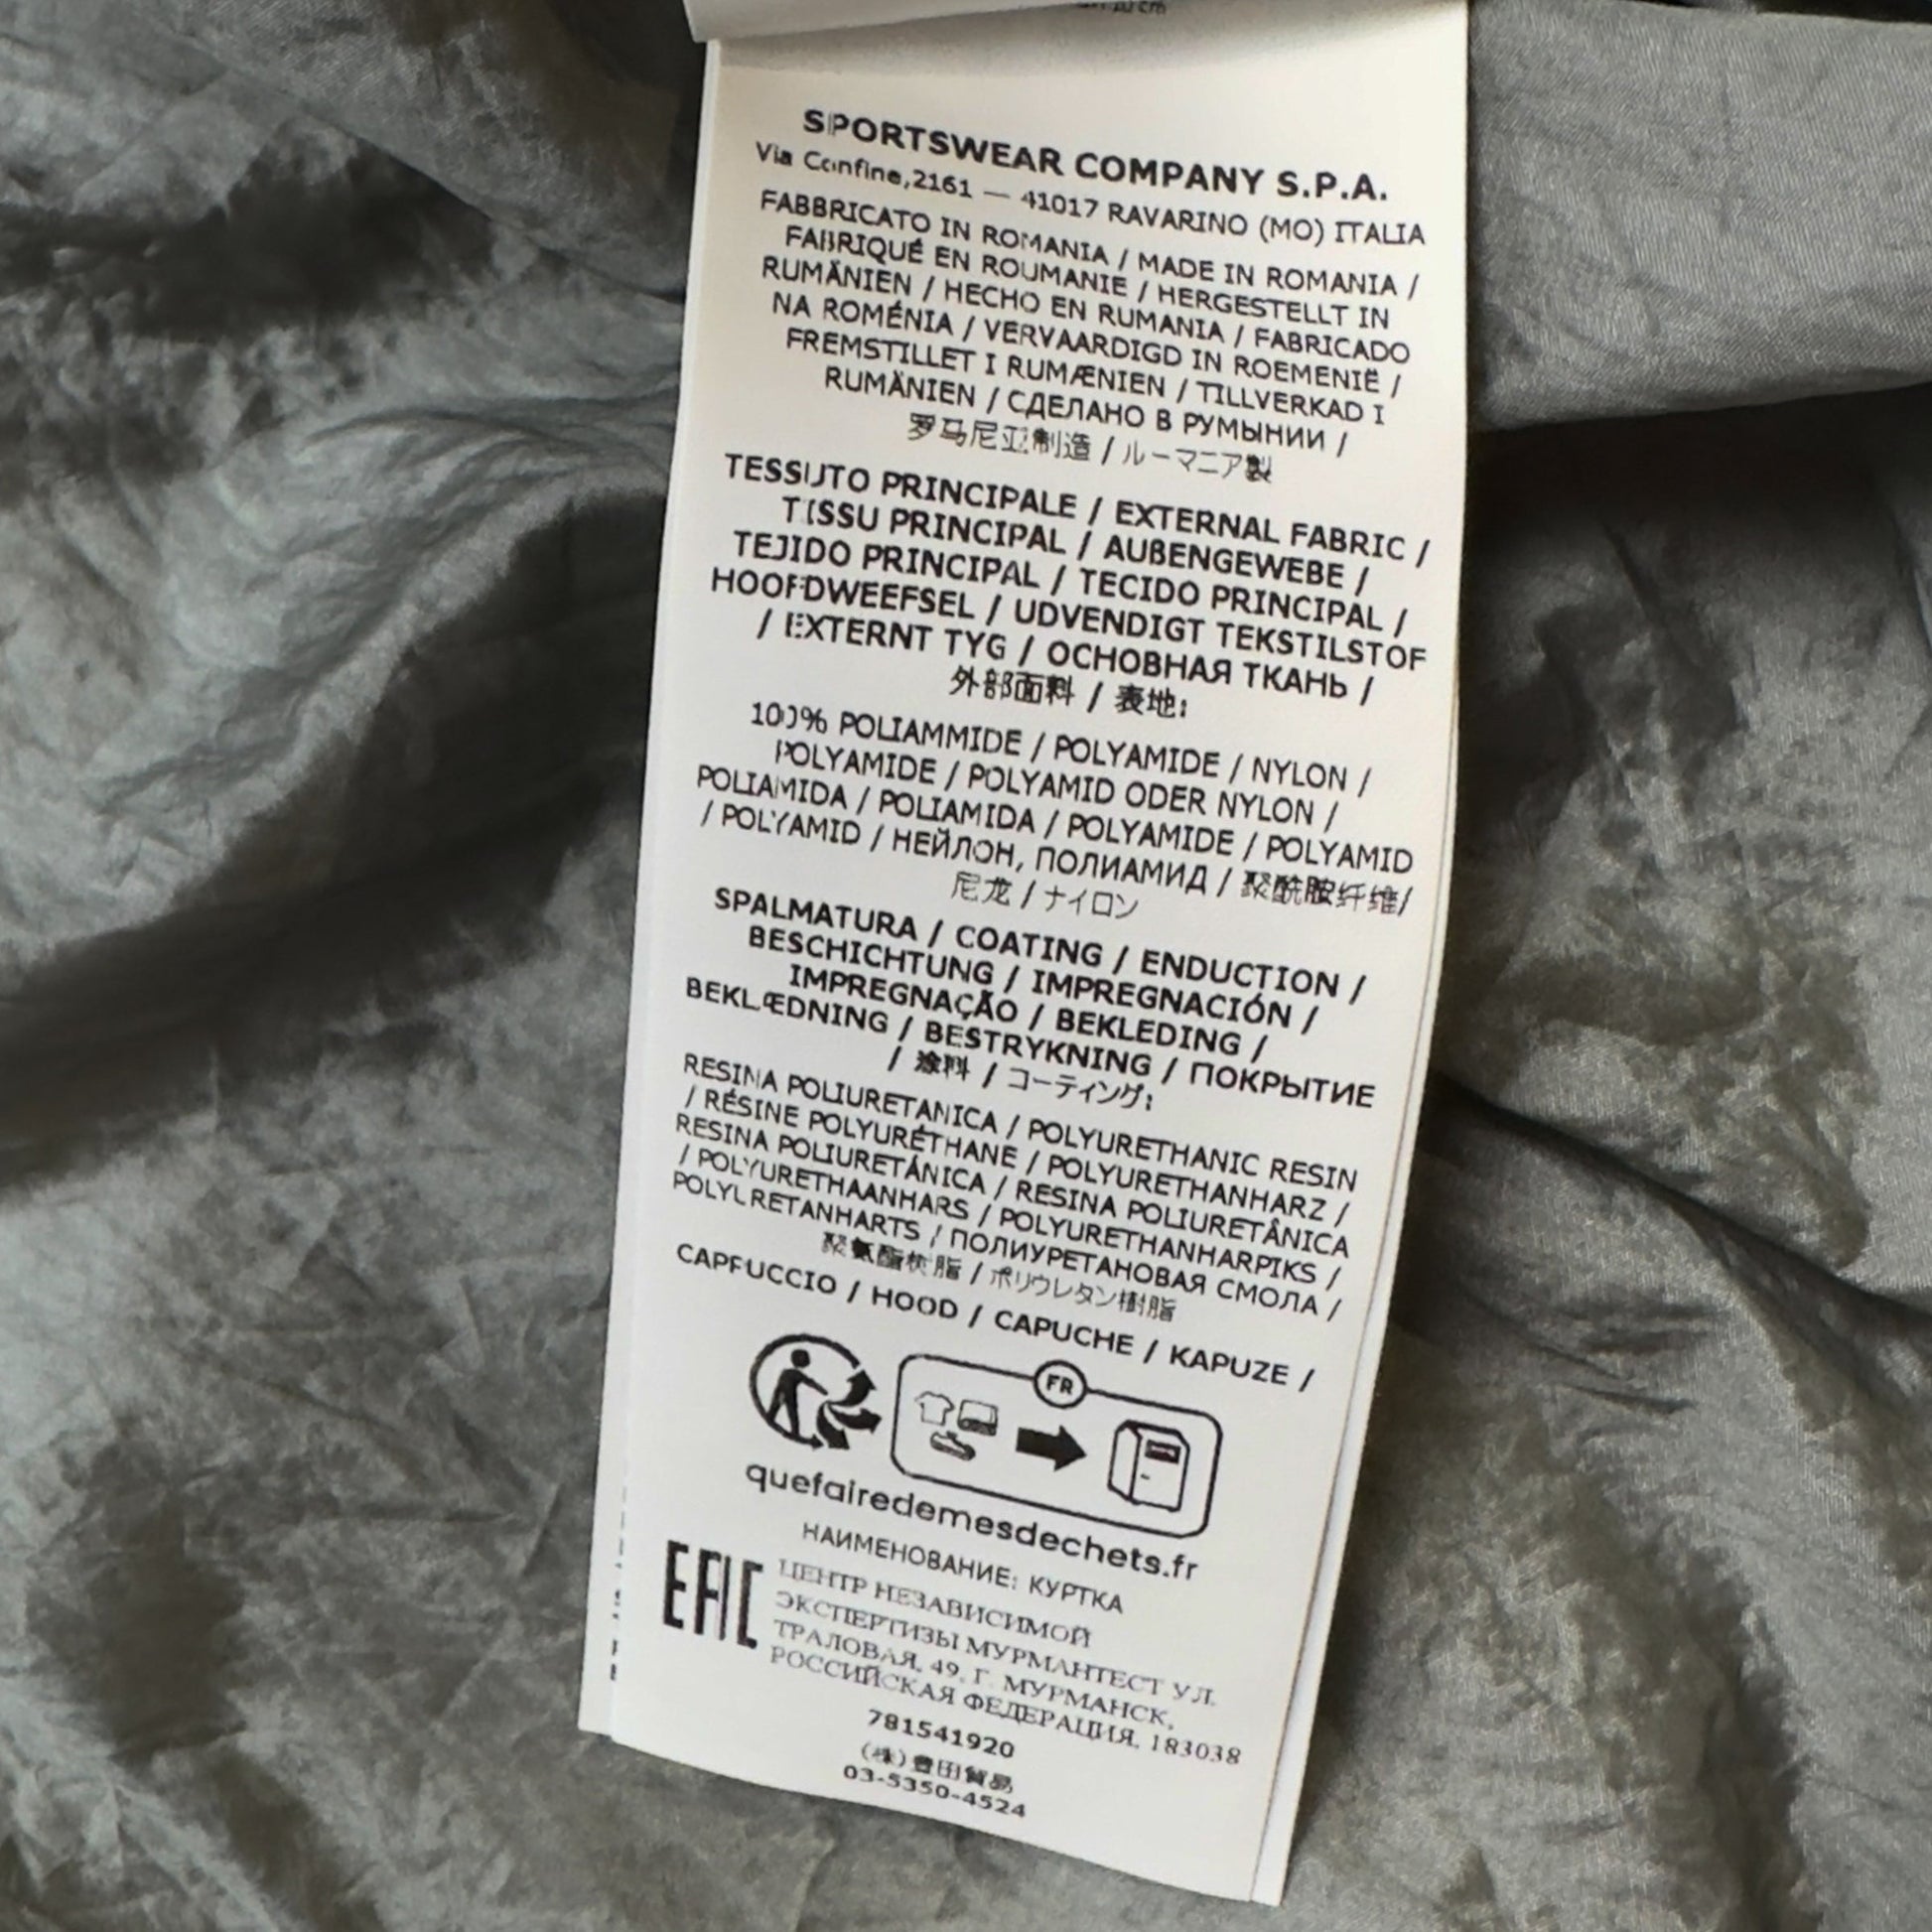 10 cm
SPORTSWEAR COMPANY S.P.A.
Via Confine,2161 — 41017 RAVARINO (MO) ITALIA
FABBRICATO IN ROMANIA / MADE IN ROMANIA /
FABRIQUÉ EN ROUMANIE / HERGESTELLT IN
RUMÄNIEN / HECHO EN RUMANIA / FABRICADO
NA ROMÉNIA / VERVAARDIGD IN ROEMENIË /
FREMSTILLET I RUMÆNIEN / TILLVERKAD I
RUMÄNIEN / СДЕЛАНО В РУМЫНИИ /
罗马尼亚制造 / ルーマニア製
TESSUTO PRINCIPALE / EXTERNAL FABRIC /
TISSU PRINCIPAL / AUßENGEWEBE /
TEJIDO PRINCIPAL / TECIDO PRINCIPAL /
HOOFDWEEFSEL / UDVENDIGT TEKSTILSTOF
/ EXTERNT TYG / ОСНОВНАЯ ТКАНЬ /
外部面料 / 表地:
100% POLIAMMIDE / POLYAMIDE / NYLON /
POLYAMIDE / POLYAMID ODER NYLON /
POLIAMIDA / POLIAMIDA / POLYAMIDE / POLYAMID
/ POLYAMID / НЕЙЛОН, ПОЛИАМИД / 聚酰胺纤维/
尼龙 / ナイロン
SPALMATURA / COATING / ENDUCTION /
BESCHICHTUNG / IMPREGNACIÓN /
IMPREGNAÇÃO / BEKLEDING /
BEKLÆDNING / BESTRYKNING / ПОКРЫТИЕ
/ 涂料 / コーティング:
RESINA POLIURETANICA / POLYURETHANIC RESIN
/ RÉSINE POLYURÉTHANE / POLYURETHANHARZ /
RESINA POLIURETÁNICA / RESINA POLIURETÂNICA
/ POLYURETHAANHARS / POLYURETHANHARPIKS /
POLYURETANHARTS / ПОЛИУРЕТАНОВАЯ СМОЛА /
聚氨酯树脂 / ポリウレタン樹脂
CAPPUCCIO / HOOD / CAPUCHE / KAPUZE /
FR
quefairedemesdechets.fr
НАИМЕНОВАНИЕ: КУРТКА
EAC
ЦЕНТР НЕЗАВИСИМОЙ
ЭКСПЕРТИЗЫ МУРМАНТЕСТ УЛ.
ТРАЛОВАЯ, 49, Г. МУРМАНСК,
РОССИЙСКАЯ ФЕДЕРАЦИЯ, 183038
781541920
(株)豊田貿易
03-5350-4524